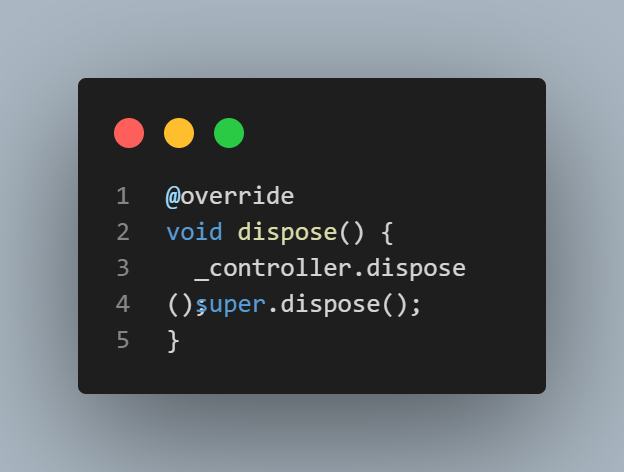 1 @override
2 void dispose() {
3 _controller.dispose
4 ();super.dispose();
5 }